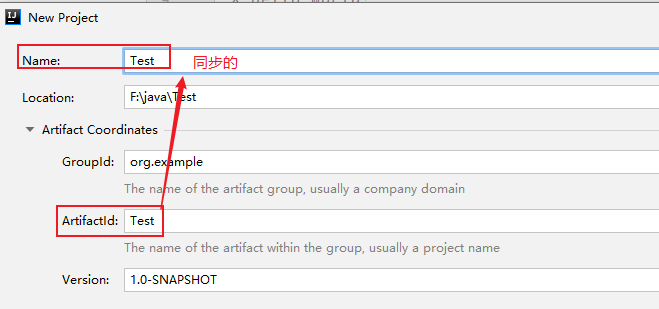 New Project
Name: Test 同步的
Location: F:\java\Test
Artifact Coordinates
GroupId: org.example
The name of the artifact group, usually a company domain
ArtifactId: Test
The name of the artifact within the group, usually a project name
Version: 1.0-SNAPSHOT